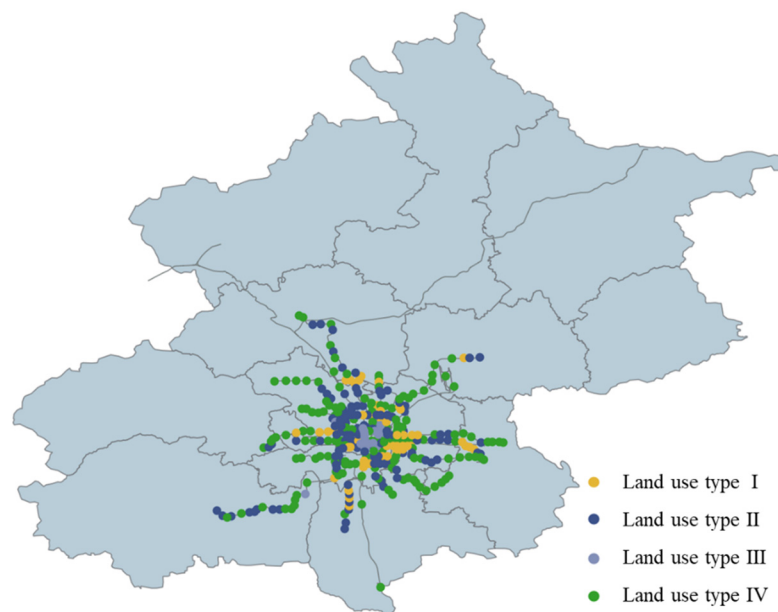 Land use type I
Land use type II
Land use type III
Land use type IV